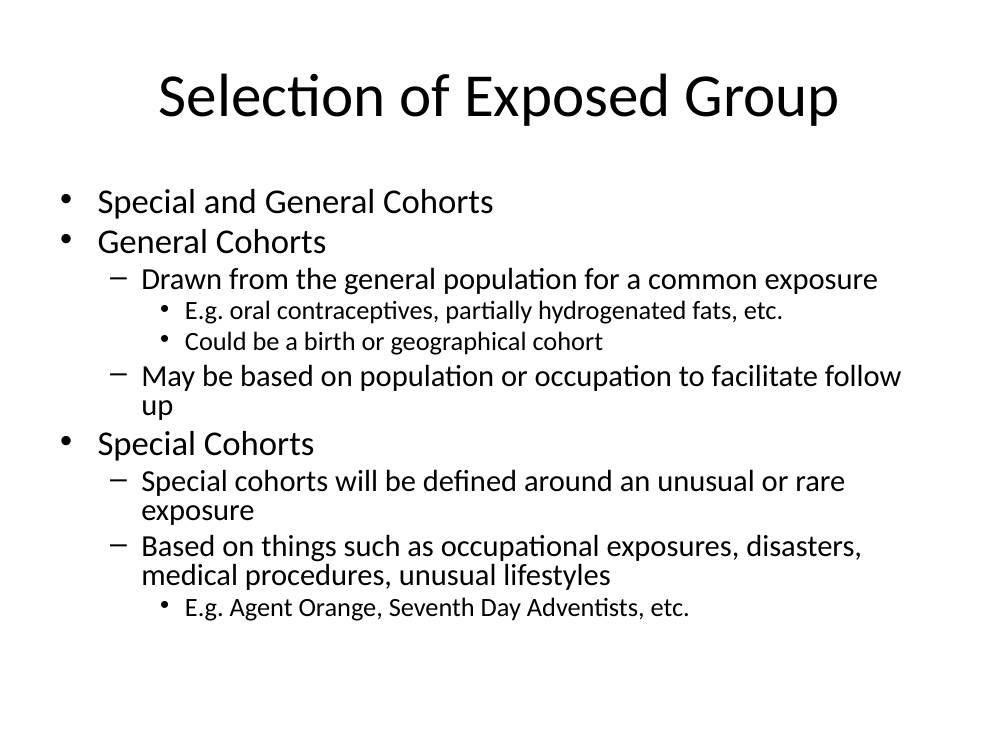 Selection of Exposed Group
• Special and General Cohorts
• General Cohorts
– Drawn from the general population for a common exposure
• E.g. oral contraceptives, partially hydrogenated fats, etc.
• Could be a birth or geographical cohort
– May be based on population or occupation to facilitate follow
up
• Special Cohorts
– Special cohorts will be defined around an unusual or rare
exposure
– Based on things such as occupational exposures, disasters,
medical procedures, unusual lifestyles
• E.g. Agent Orange, Seventh Day Adventists, etc.